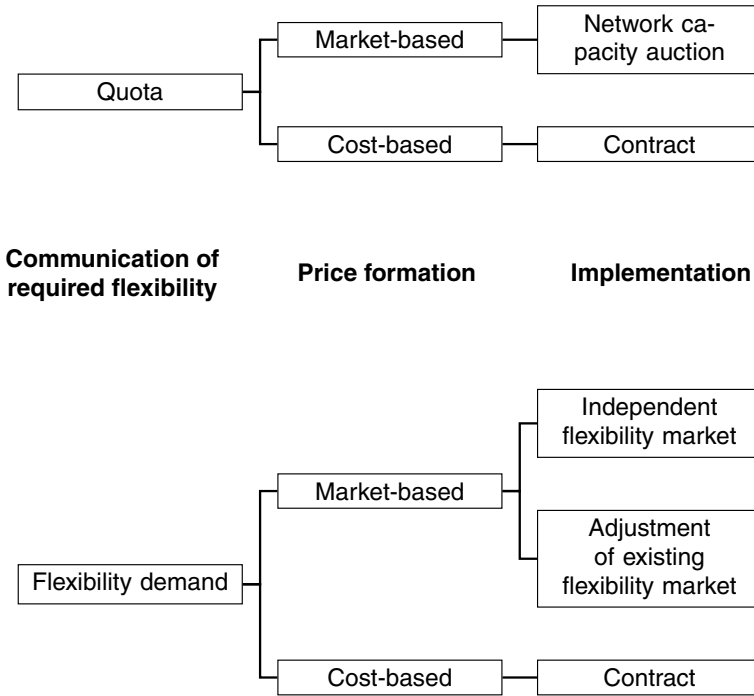 Market-based
Network ca-
pacity auction
Quota
Cost-based
Contract
Communication of
required flexibility
Price formation
Implementation
Independent
flexibility market
Market-based
Adjustment
of existing
flexibility market
Flexibility demand
Cost-based
Contract